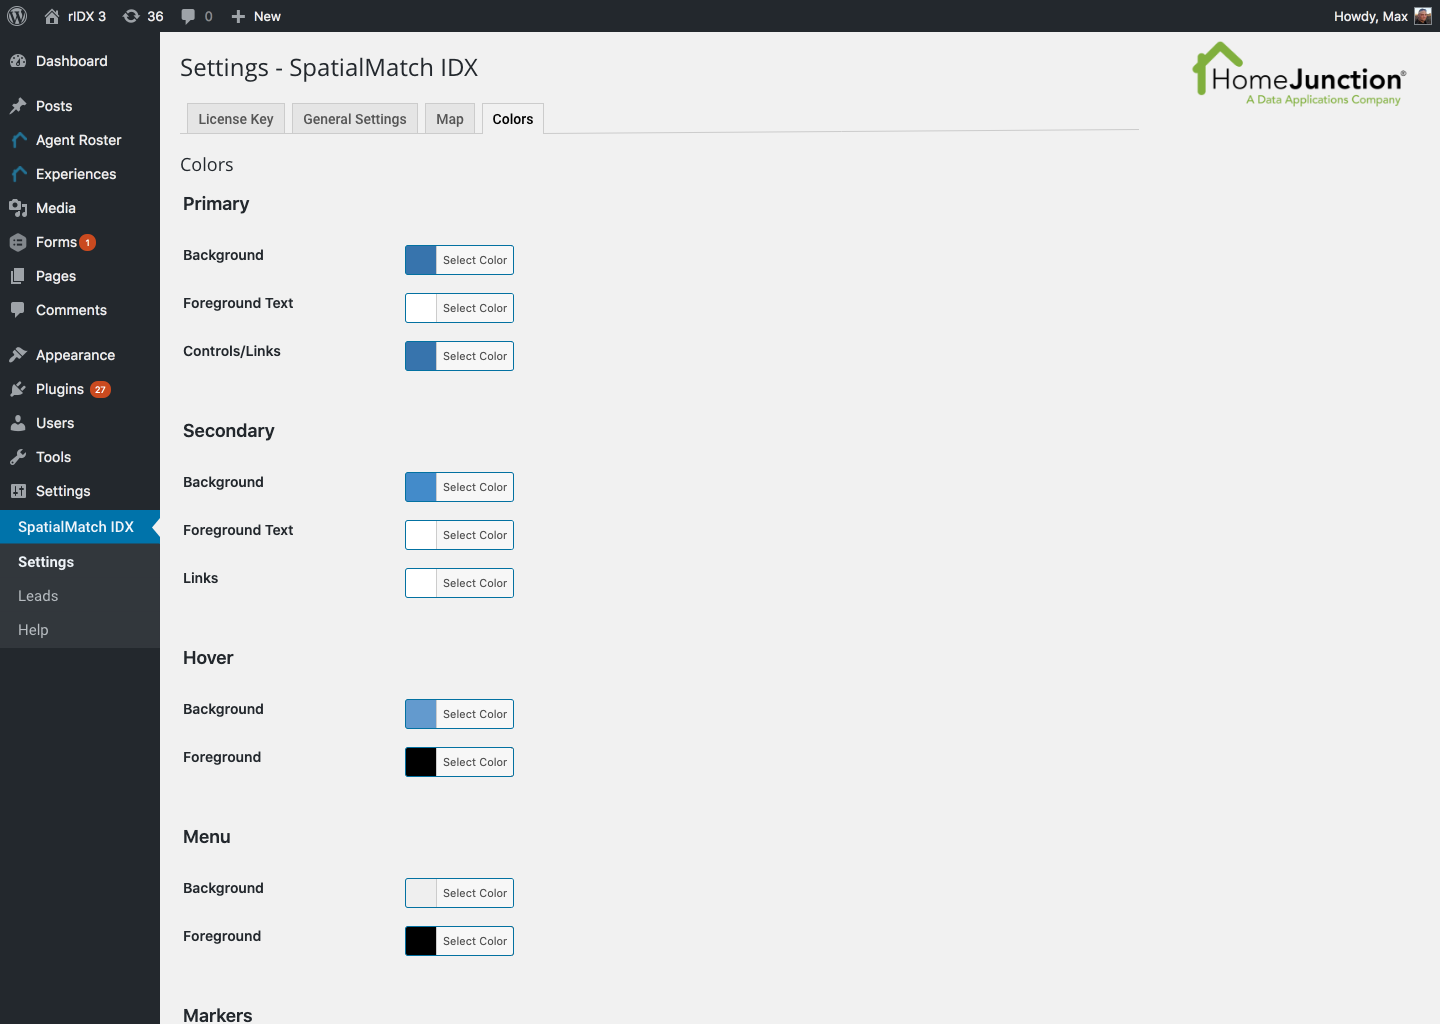 rIDX 3 36 0 New Howdy, Max
Dashboard
Posts
Agent Roster
Experiences
Media
Forms 1
Pages
Comments
Appearance
Plugins 27
Users
Tools
Settings
SpatialMatch IDX
Settings
Leads
Help
Settings - SpatialMatch IDX
HomeJunction®
A Data Applications Company
License Key General Settings Map Colors
Colors
Primary
Background Select Color
Foreground Text Select Color
Controls/Links Select Color
Secondary
Background Select Color
Foreground Text Select Color
Links Select Color
Hover
Background Select Color
Foreground Select Color
Menu
Background Select Color
Foreground Select Color
Markers